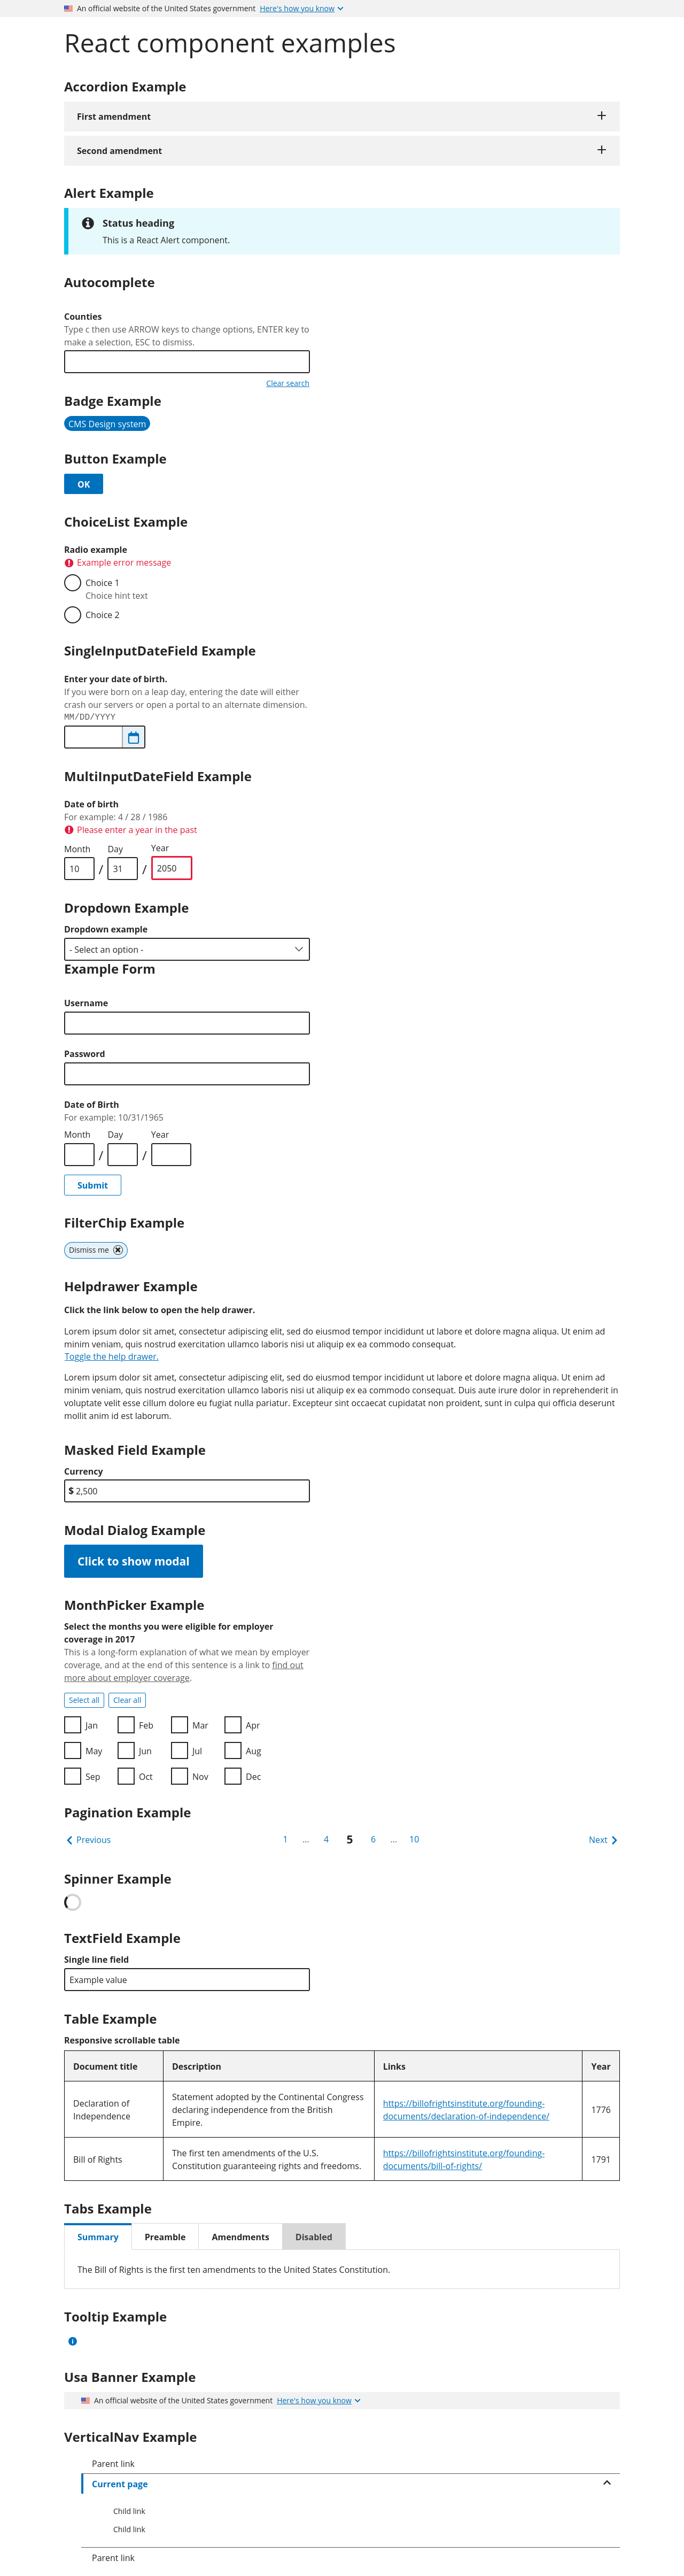 An official website of the United States government Here's how you know
React component examples
Accordion Example
First amendment
Second amendment
Alert Example
Status heading
This is a React Alert component.
Autocomplete
Counties
Type c then use ARROW keys to change options, ENTER key to
make a selection, ESC to dismiss.
Clear search
Badge Example
CMS Design system
Button Example
OK
ChoiceList Example
Radio example
Example error message
Choice 1
Choice hint text
Choice 2
SingleInputDateField Example
Enter your date of birth.
If you were born on a leap day, entering the date will either
crash our servers or open a portal to an alternate dimension.
MM/DD/YYYY
MultiInputDateField Example
Date of birth
For example: 4 / 28 / 1986
Please enter a year in the past
Month Day Year
10 / 31 / 2050
Dropdown Example
Dropdown example
- Select an option -
Example Form
Username
Password
Date of Birth
For example: 10/31/1965
Month Day Year
/ /
Submit
FilterChip Example
Dismiss me
Helpdrawer Example
Click the link below to open the help drawer.
Lorem ipsum dolor sit amet, consectetur adipiscing elit, sed do eiusmod tempor incididunt ut labore et dolore magna aliqua. Ut enim ad
minim veniam, quis nostrud exercitation ullamco laboris nisi ut aliquip ex ea commodo consequat.
Toggle the help drawer.
Lorem ipsum dolor sit amet, consectetur adipiscing elit, sed do eiusmod tempor incididunt ut labore et dolore magna aliqua. Ut enim ad
minim veniam, quis nostrud exercitation ullamco laboris nisi ut aliquip ex ea commodo consequat. Duis aute irure dolor in reprehenderit in
voluptate velit esse cillum dolore eu fugiat nulla pariatur. Excepteur sint occaecat cupidatat non proident, sunt in culpa qui officia deserunt
mollit anim id est laborum.
Masked Field Example
Currency
$ 2,500
Modal Dialog Example
Click to show modal
MonthPicker Example
Select the months you were eligible for employer
coverage in 2017
This is a long-form explanation of what we mean by employer
coverage, and at the end of this sentence is a link to find out
more about employer coverage.
Select all Clear all
Jan Feb Mar Apr
May Jun Jul Aug
Sep Oct Nov Dec
Pagination Example
Previous 1 ... 4 5 6 ... 10 Next
Spinner Example
TextField Example
Single line field
Example value
Table Example
Responsive scrollable table
Document title Description Links Year
Declaration of
Independence
Statement adopted by the Continental Congress
declaring independence from the British
Empire.
https://billofrightsinstitute.org/founding-
documents/declaration-of-independence/
1776
Bill of Rights
The first ten amendments of the U.S.
Constitution guaranteeing rights and freedoms.
https://billofrightsinstitute.org/founding-
documents/bill-of-rights/
1791
Tabs Example
Summary Preamble Amendments Disabled
The Bill of Rights is the first ten amendments to the United States Constitution.
Tooltip Example
Usa Banner Example
An official website of the United States government Here's how you know
VerticalNav Example
Parent link
Current page
Child link
Child link
Parent link